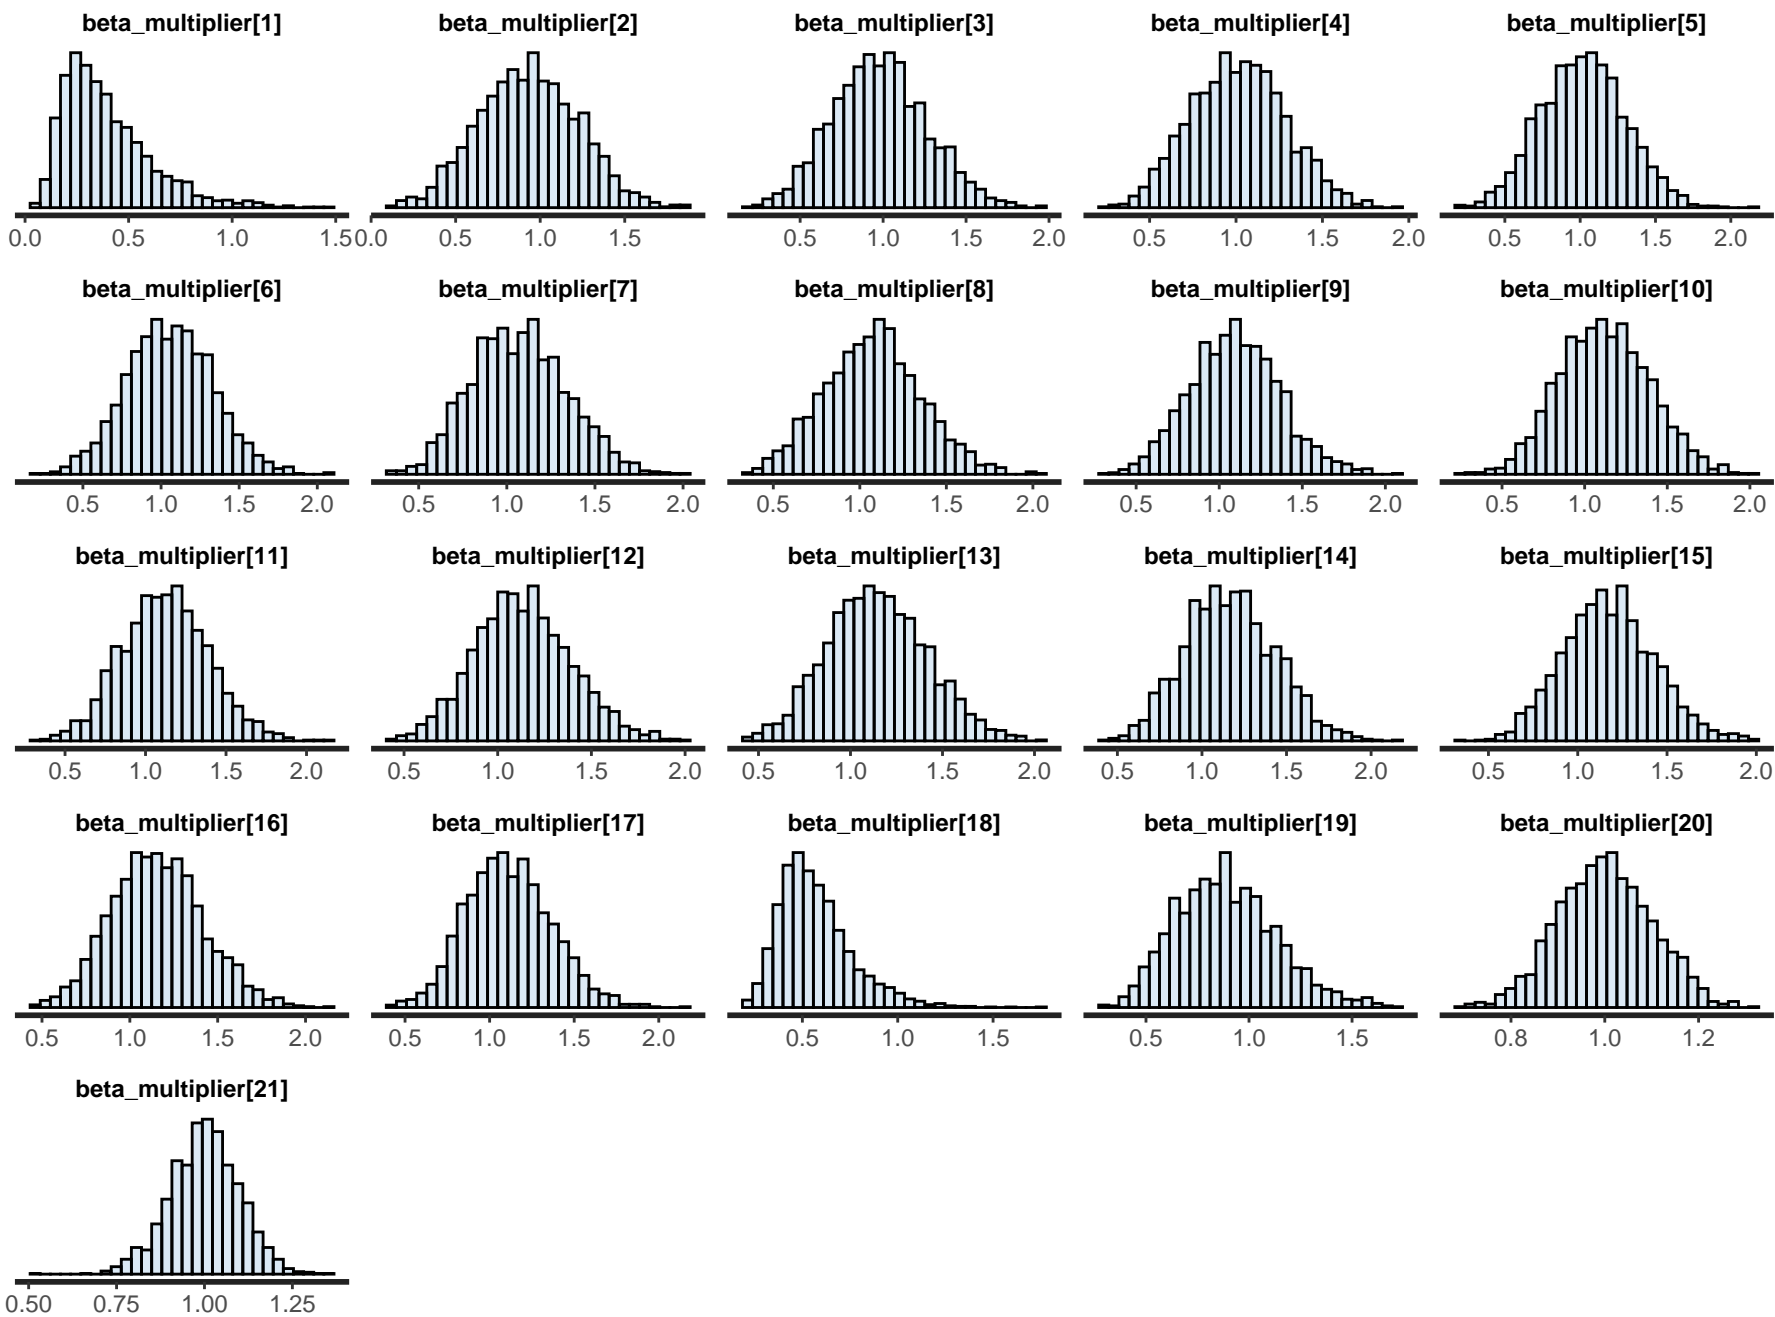 beta_multiplier[1] beta_multiplier[2] beta_multiplier[3] beta_multiplier[4] beta_multiplier[5]
0.0 0.5 1.0 1.5 0.0 0.5 1.0 1.5 0.5 1.0 1.5 2.0 0.5 1.0 1.5 2.0 0.5 1.0 1.5 2.0
beta_multiplier[6] beta_multiplier[7] beta_multiplier[8] beta_multiplier[9] beta_multiplier[10]
0.5 1.0 1.5 2.0 0.5 1.0 1.5 2.0 0.5 1.0 1.5 2.0 0.5 1.0 1.5 2.0 0.5 1.0 1.5 2.0
beta_multiplier[11] beta_multiplier[12] beta_multiplier[13] beta_multiplier[14] beta_multiplier[15]
0.5 1.0 1.5 2.0 0.5 1.0 1.5 2.0 0.5 1.0 1.5 2.0 0.5 1.0 1.5 2.0 0.5 1.0 1.5 2.0
beta_multiplier[16] beta_multiplier[17] beta_multiplier[18] beta_multiplier[19] beta_multiplier[20]
0.5 1.0 1.5 2.0 0.5 1.0 1.5 2.0 0.5 1.0 1.5 0.5 1.0 1.5 0.8 1.0 1.2
beta_multiplier[21]
0.50 0.75 1.00 1.25